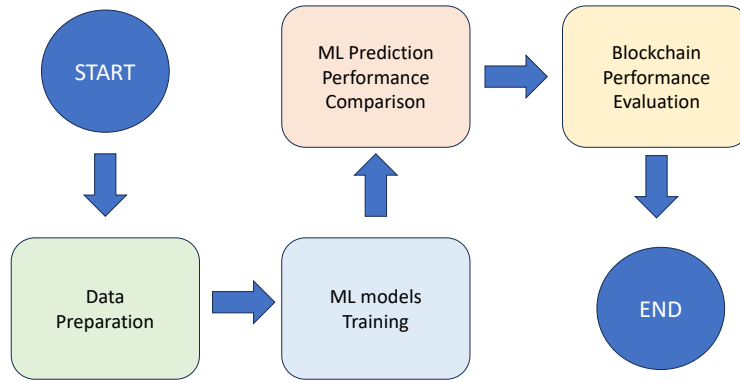 START
Data
Preparation
ML models
Training
ML Prediction
Performance
Comparison
Blockchain
Performance
Evaluation
END